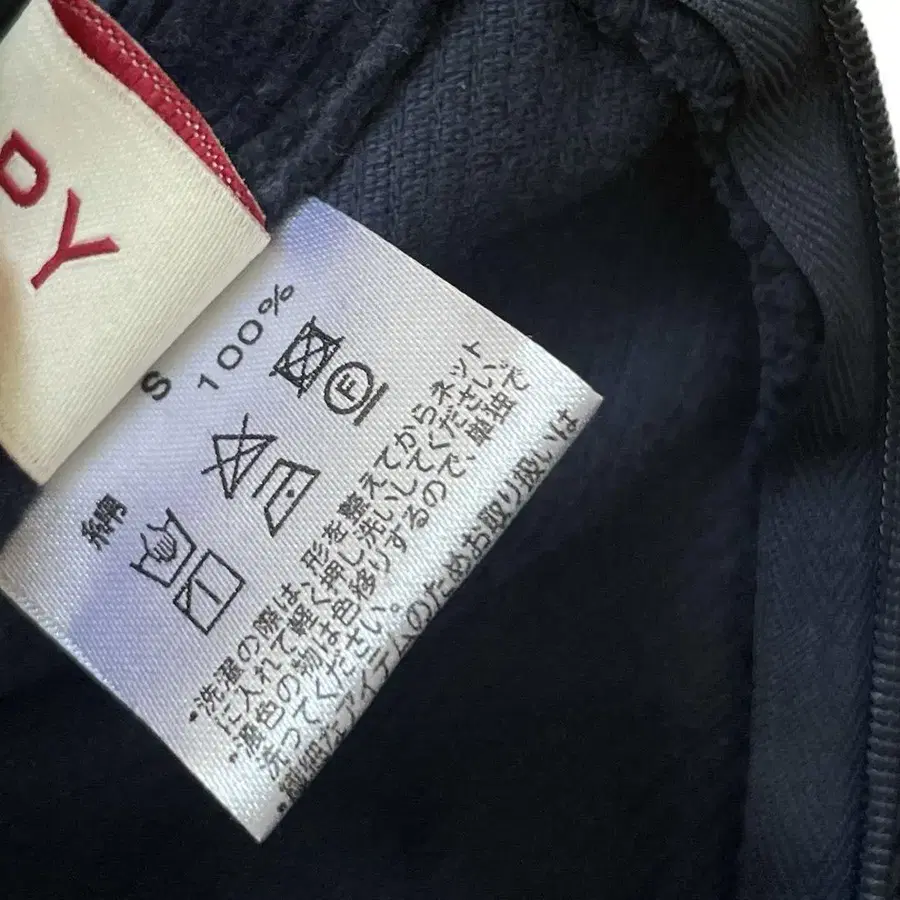 DY
S
綿 100%
F
・洗濯の際は、形を整えてからネット
に入れて軽く押し洗いしてください。
・濃色の物は色移りするので、単独で
洗ってください。
・繊細なアイテムのためお取り扱いは